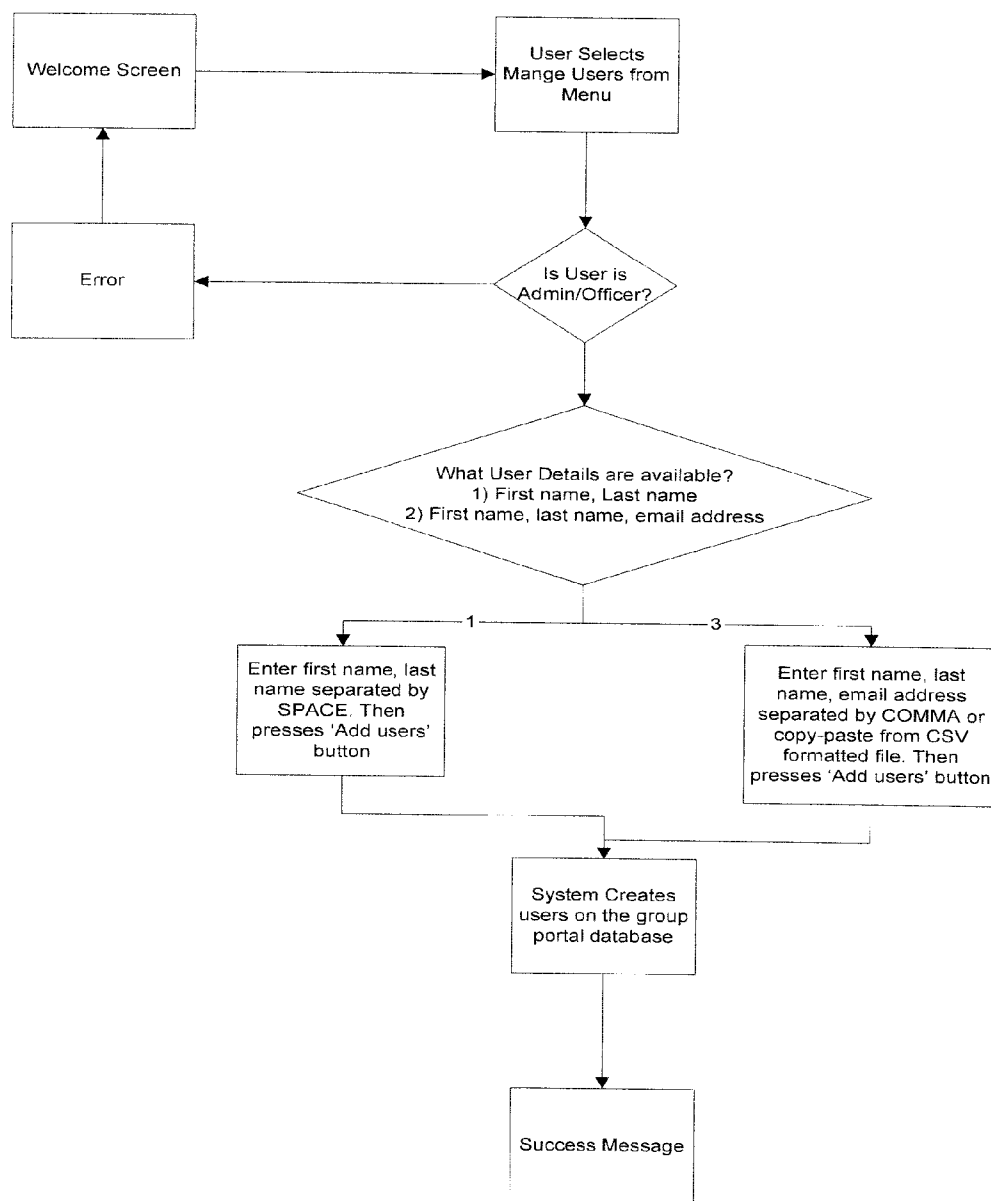 Welcome Screen
User Selects
Mange Users from
Menu
Error
Is User is
Admin/Officer?
What User Details are available?
1) First name, Last name
2) First name, last name, email address
1
3
Enter first name, last
name separated by
SPACE. Then
presses 'Add users'
button
Enter first name, last
name, email address
separated by COMMA or
copy-paste from CSV
formatted file. Then
presses 'Add users' button
System Creates
users on the group
portal database
Success Message